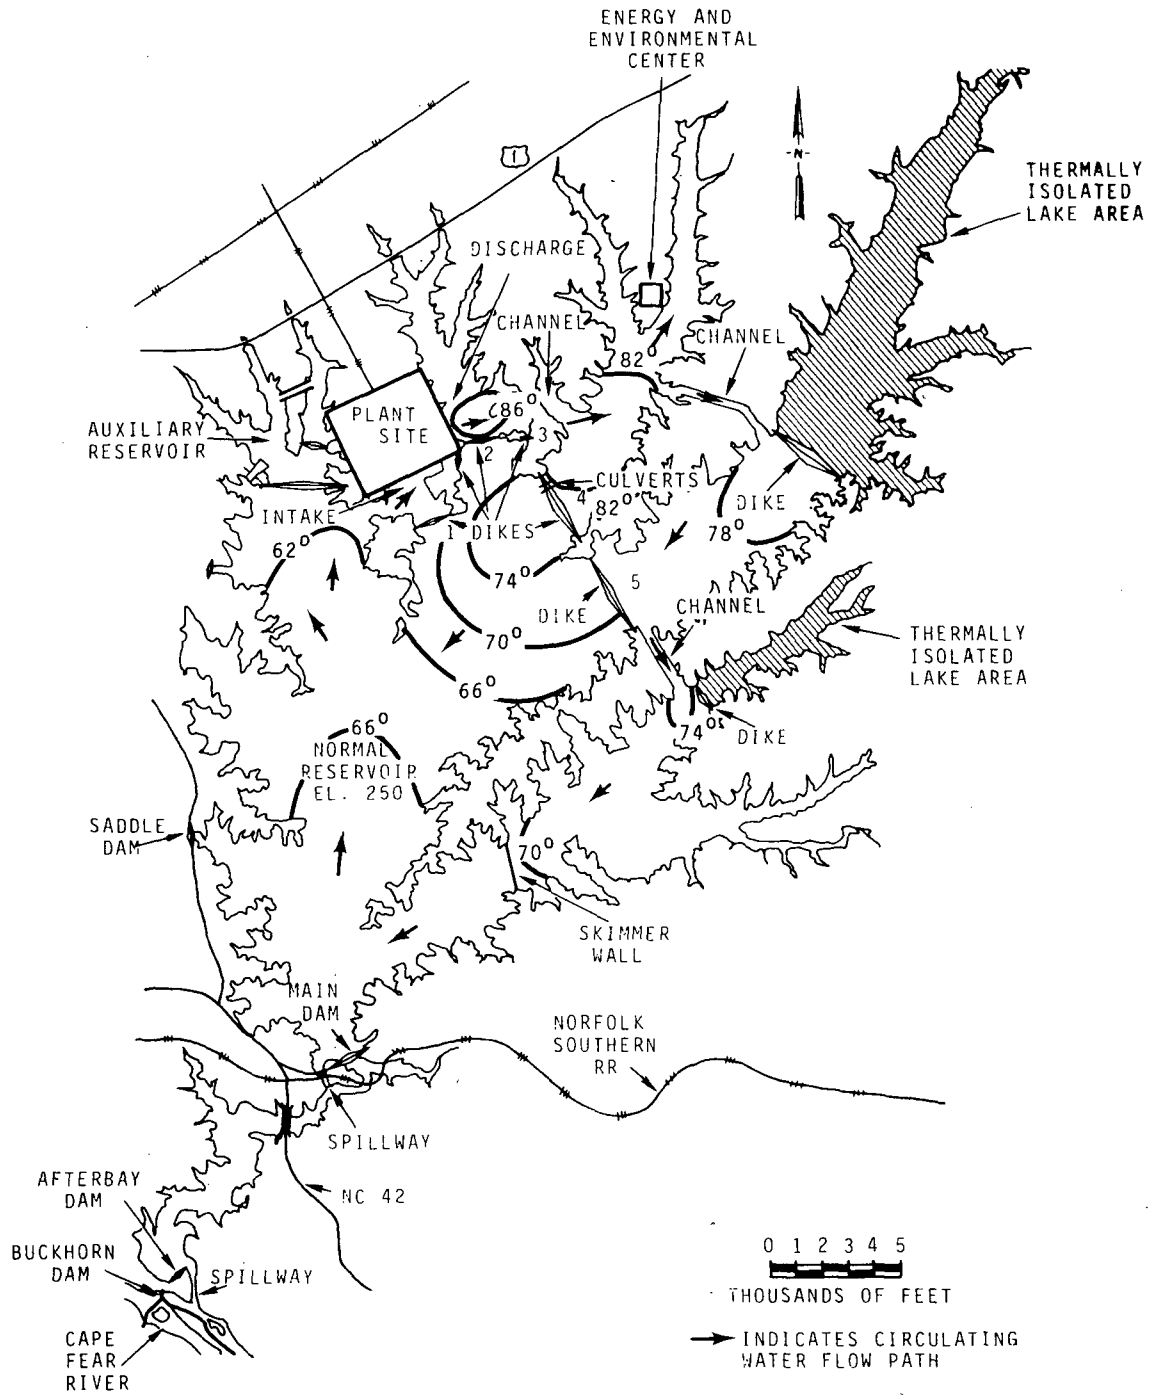 ENERGY AND
ENVIRONMENTAL
CENTER
1
-N-
THERMALLY
ISOLATED
LAKE AREA
DISCHARGE
CHANNEL
CHANNEL
82°
86°
PLANT
SITE
AUXILIARY
RESERVOIR
2
3
CULVERTS
4
82°
DIKE
INTAKE
1
DIKES
78°
62°
74°
5
DIKE
CHANNEL
70°
THERMALLY
ISOLATED
LAKE AREA
66°
74°
DIKE
66°
NORMAL
RESERVOIR
EL. 250
SADDLE
DAM
70°
SKIMMER
WALL
MAIN
DAM
NORFOLK
SOUTHERN
RR
SPILLWAY
AFTERBAY
DAM
NC 42
BUCKHORN
DAM
SPILLWAY
0 1 2 3 4 5
THOUSANDS OF FEET
CAPE
FEAR
RIVER
INDICATES CIRCULATING
WATER FLOW PATH